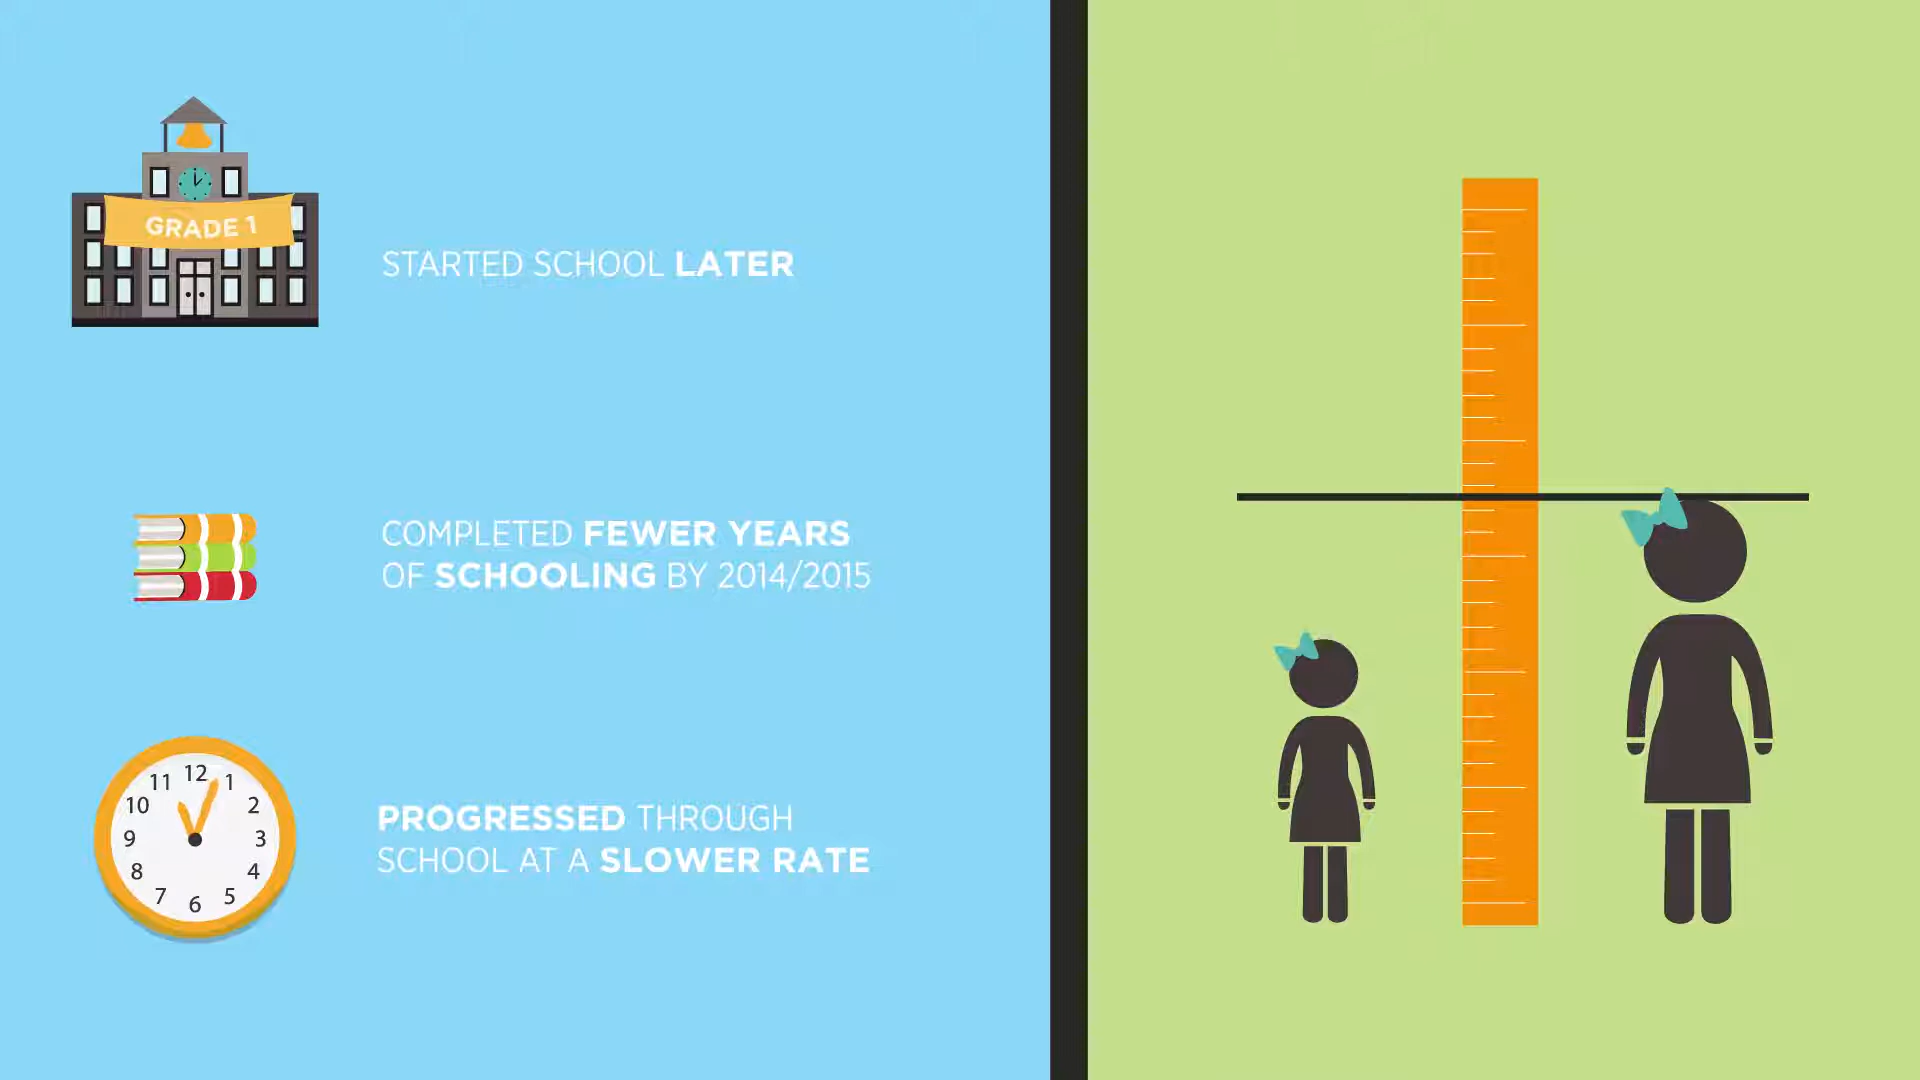 GRADE 1
STARTED SCHOOL LATER
COMPLETED FEWER YEARS
OF SCHOOLING BY 2014/2015
12
11 1
10 2
9 3
8 4
7 5
6
PROGRESSED THROUGH
SCHOOL AT A SLOWER RATE